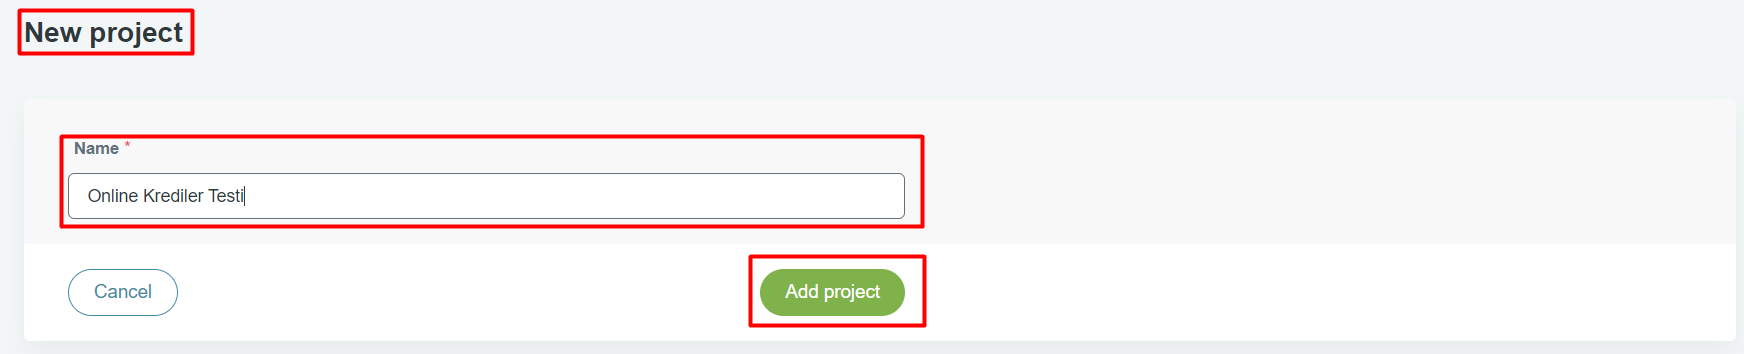 New project
Name *
Online Krediler Testi
Cancel
Add project